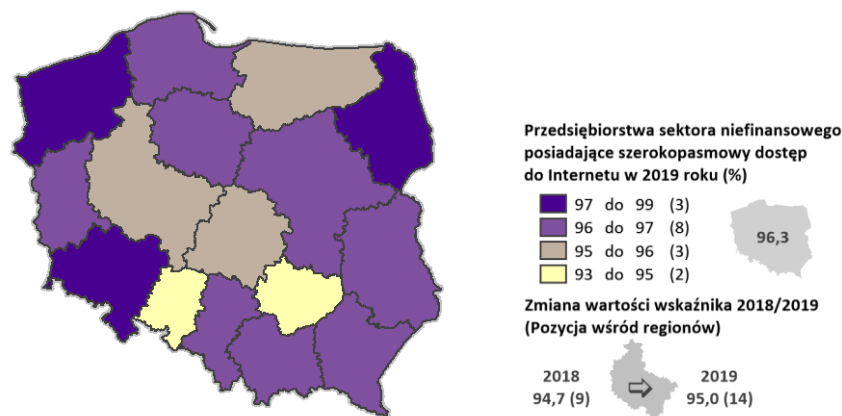 Przedsiębiorstwa sektora niefinansowego
posiadające szerokopasmowy dostęp
do Internetu w 2019 roku (%)
97 do 99 (3)
96 do 97 (8)
95 do 96 (3)
93 do 95 (2)
96,3
Zmiana wartości wskaźnika 2018/2019
(Pozycja wśród regionów)
2018
94,7 (9)
2019
95,0 (14)